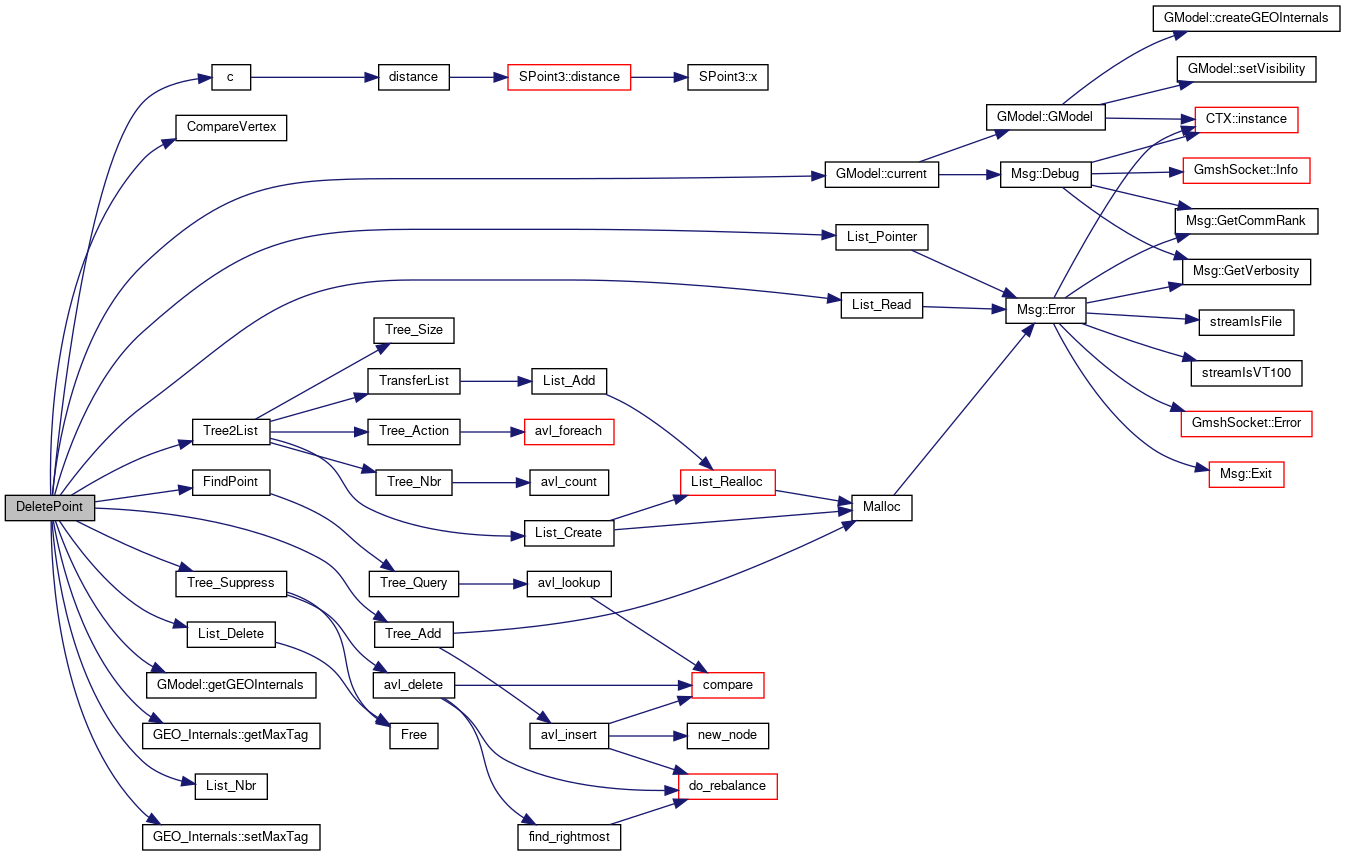 GModel::createGEOInternals
c
distance
SPoint3::distance
SPoint3::x
GModel::setVisibility
CompareVertex
GModel::GModel
CTX::instance
GModel::current
Msg::Debug
GmshSocket::Info
Msg::GetCommRank
List_Pointer
Msg::GetVerbosity
List_Read
Msg::Error
streamIsFile
Tree_Size
streamIsVT100
TransferList
List_Add
Tree2List
Tree_Action
avl_foreach
GmshSocket::Error
FindPoint
Tree_Nbr
avl_count
List_Realloc
Msg::Exit
DeletePoint
List_Create
Malloc
Tree_Suppress
Tree_Query
avl_lookup
List_Delete
Tree_Add
GModel::getGEOInternals
avl_delete
compare
GEO_Internals::getMaxTag
Free
avl_insert
new_node
List_Nbr
do_rebalance
GEO_Internals::setMaxTag
find_rightmost